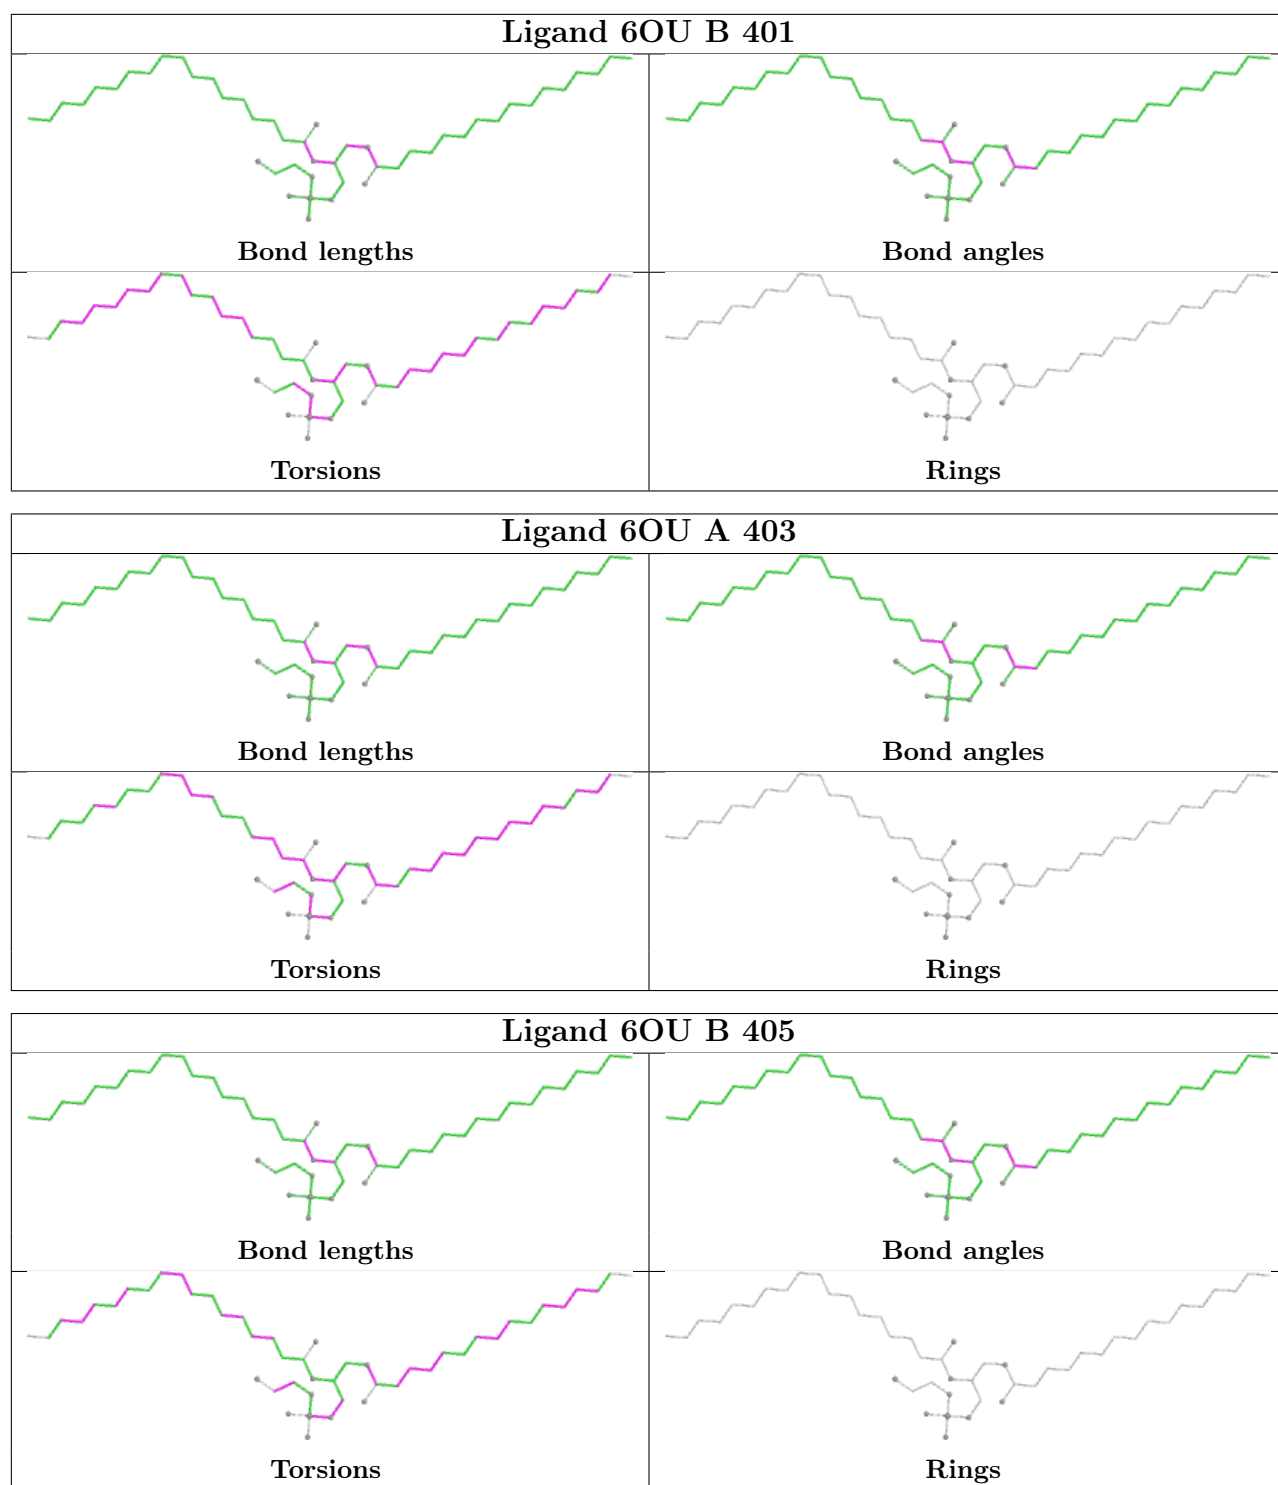 Ligand 6OU B 401
Bond lengths
Bond angles
Torsions
Rings
Ligand 6OU A 403
Bond lengths
Bond angles
Torsions
Rings
Ligand 6OU B 405
Bond lengths
Bond angles
Torsions
Rings